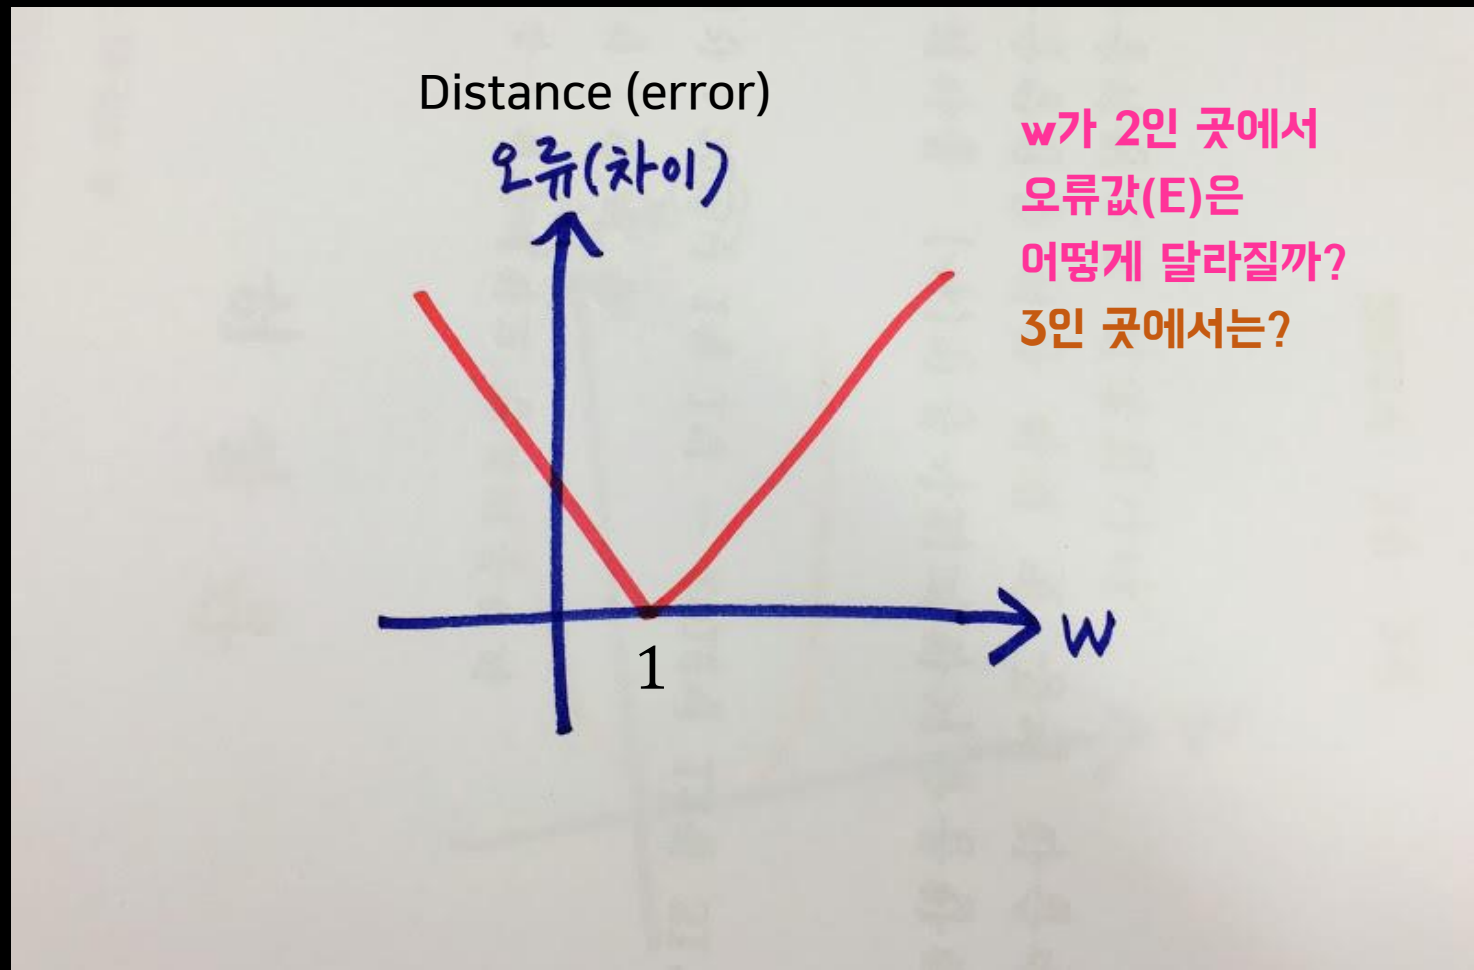 Distance (error)
오류(차이)
w가 2인 곳에서
오류값(E)은
어떻게 달라질까?
3인 곳에서는?
1
w